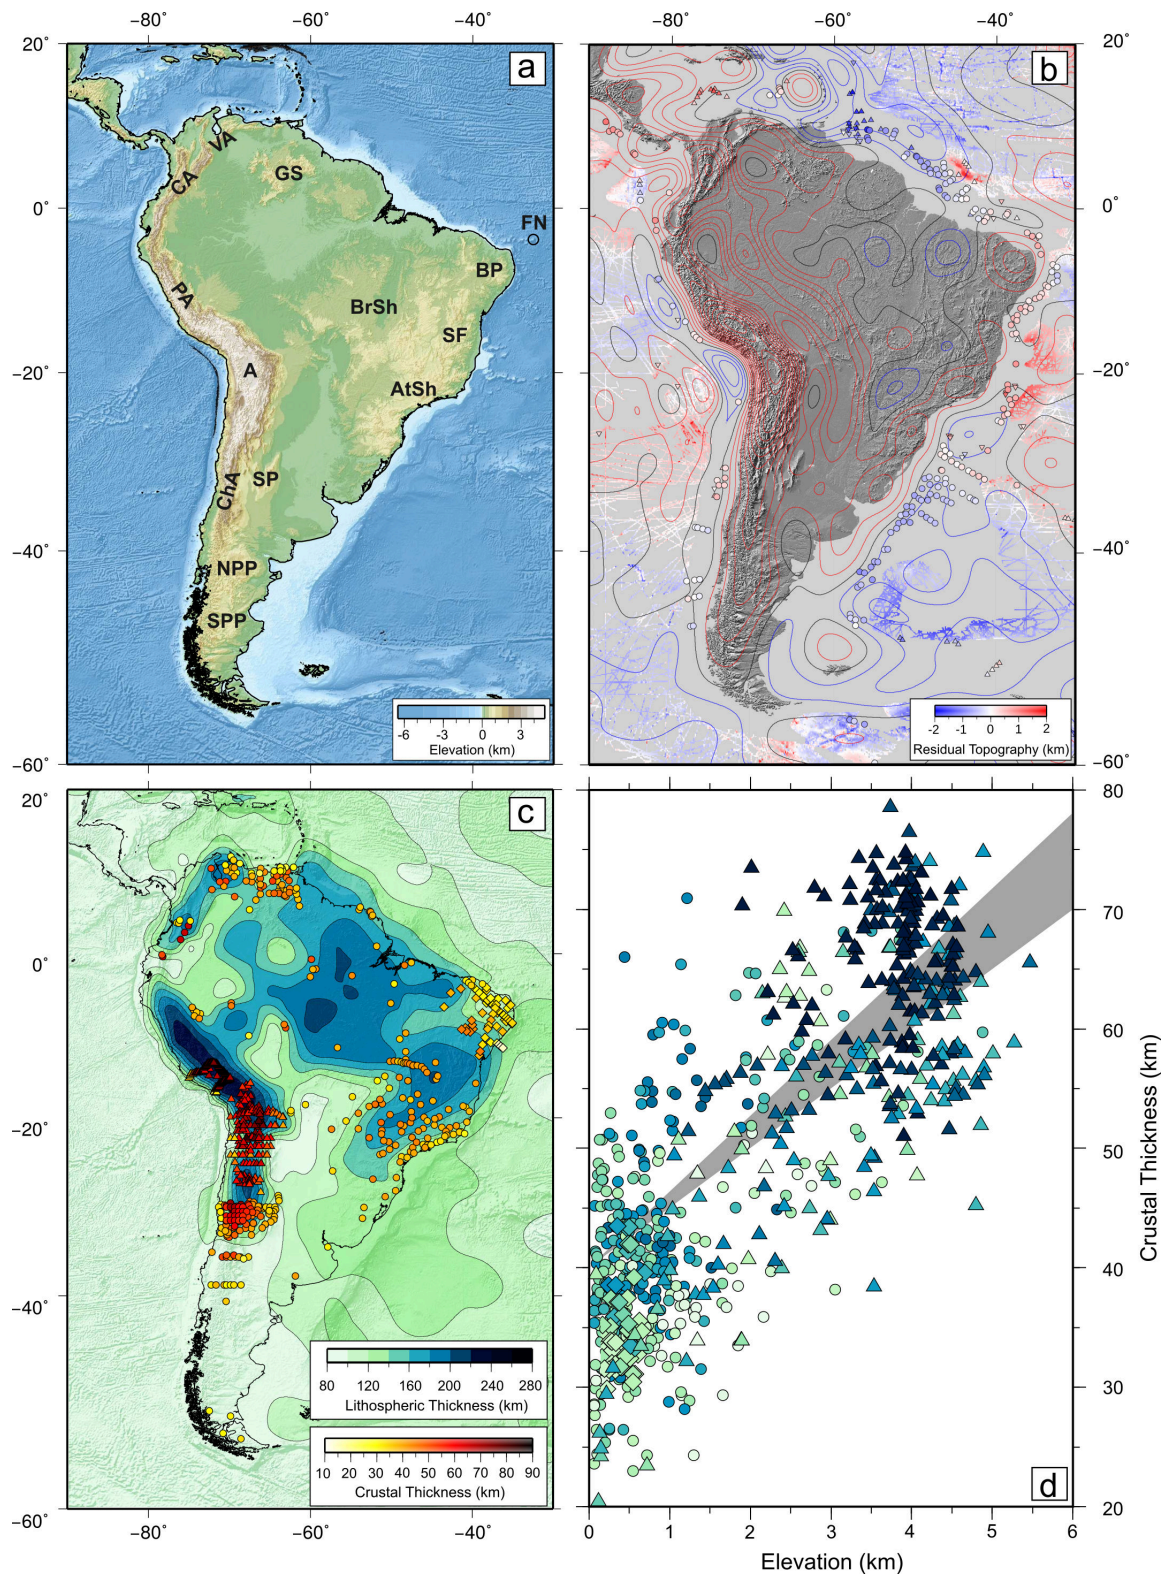 −80˚ −60˚ −40˚
−80˚ −60˚ −40˚
20˚
0˚
−20˚
−40˚
−60˚
a
VA
CA
GS
FN
PA
BP
BrSh
SF
A
AtSh
SP
ChA
NPP
SPP
-6 -3 0 3
Elevation (km)
b
20˚
0˚
−20˚
−40˚
−60˚
-2 -1 0 1 2
Residual Topography (km)
c
20˚
0˚
−20˚
−40˚
−60˚
80 120 160 200 240 280
Lithospheric Thickness (km)
10 20 30 40 50 60 70 80 90
Crustal Thickness (km)
−80˚ −60˚ −40˚
d
80
70
60
50
40
30
20
Crustal Thickness (km)
0 1 2 3 4 5 6
Elevation (km)